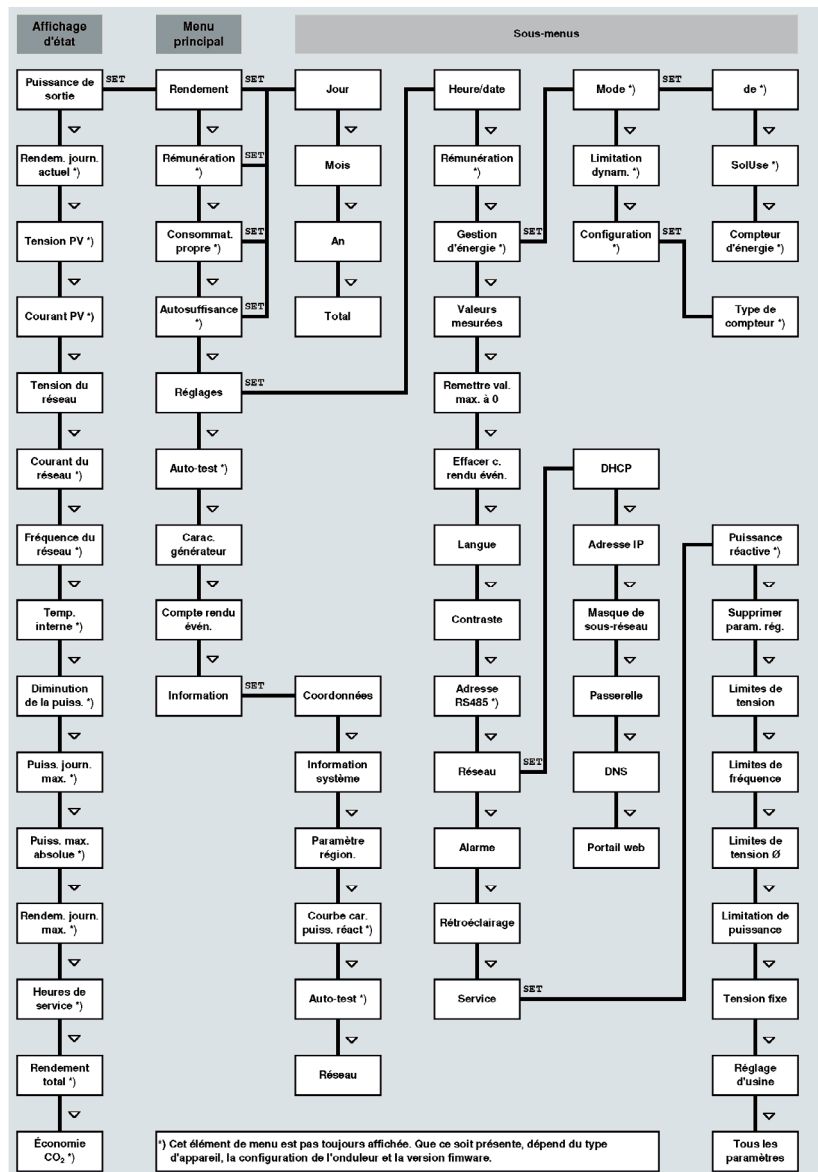 Affichage
d'état
Menu
principal
Sous-menus
Puissance de
sortie
SET
Rendement
SET
Jour
Heure/date
Mode *)
SET
de *)
Rendem. journ.
actuel *)
Rémunération
*)
SET
Mois
Rémunération
*)
Limitation
dynam. *)
SolUse *)
Tension PV *)
Consommat.
propre *)
SET
An
Gestion
d'énergie *)
SET
Configuration
*)
SET
Compteur
d'énergie *)
Courant PV *)
Autosuffisance
*)
SET
Total
Valeurs
mesurées
Type de
compteur *)
Tension du
réseau
Réglages
SET
Remettre val.
max. à 0
Courant du
réseau *)
Auto-test *)
Effacer c.
rendu évén.
DHCP
Fréquence du
réseau *)
Carac.
générateur
Langue
Adresse IP
Puissance
réactive *)
Temp.
interne *)
Compte rendu
évén.
Contraste
Masque de
sous-réseau
Supprimer
param. rég.
Diminution
de la puiss. *)
Information
SET
Coordonnées
Adresse
RS485 *)
Passerelle
Limites de
tension
Puiss. journ.
max. *)
Information
système
Réseau
SET
DNS
Limites de
fréquence
Puiss. max.
absolue *)
Paramètre
région.
Alarme
Portail web
Limites de
tension Ø
Rendem. journ.
max. *)
Courbe car.
puiss. réact *)
Rétroéclairage
Limitation de
puissance
Heures de
service *)
Auto-test *)
Service
SET
Tension fixe
Rendement
total *)
Réseau
Réglage
d'usine
Économie
CO₂ *)
*) Cet élément de menu est pas toujours affichée. Que ce soit présente, dépend du type
d'appareil, la configuration de l'onduleur et la version fimware.
Tous les
paramètres